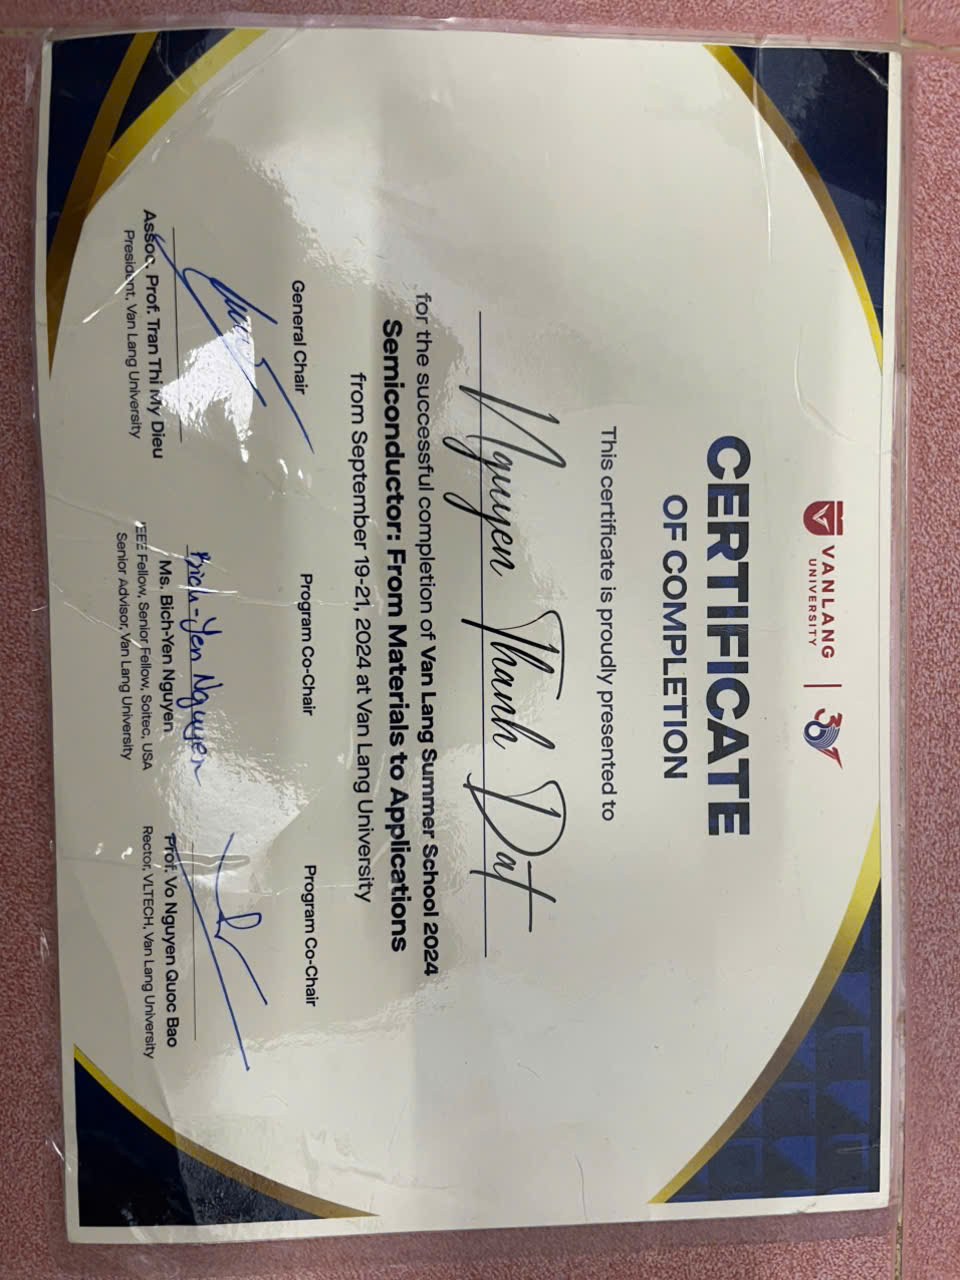 VANLANG
UNIVERSITY
30
CERTIFICATE
OF COMPLETION
This certificate is proudly presented to
Nguyen Thanh Dat
for the successful completion of Van Lang Summer School 2024
Semiconductor: From Materials to Applications
from September 19-21, 2024 at Van Lang University
General Chair
Assoc. Prof. Tran Thi My Dieu
President, Van Lang University
Program Co-Chair
Bich-Yen Nguyen
Ms. Bich-Yen Nguyen
IEEE Fellow, Senior Fellow, Soitec, USA
Senior Advisor, Van Lang University
Program Co-Chair
Prof. Vo Nguyen Quoc Bao
Rector, VLTECH, Van Lang University